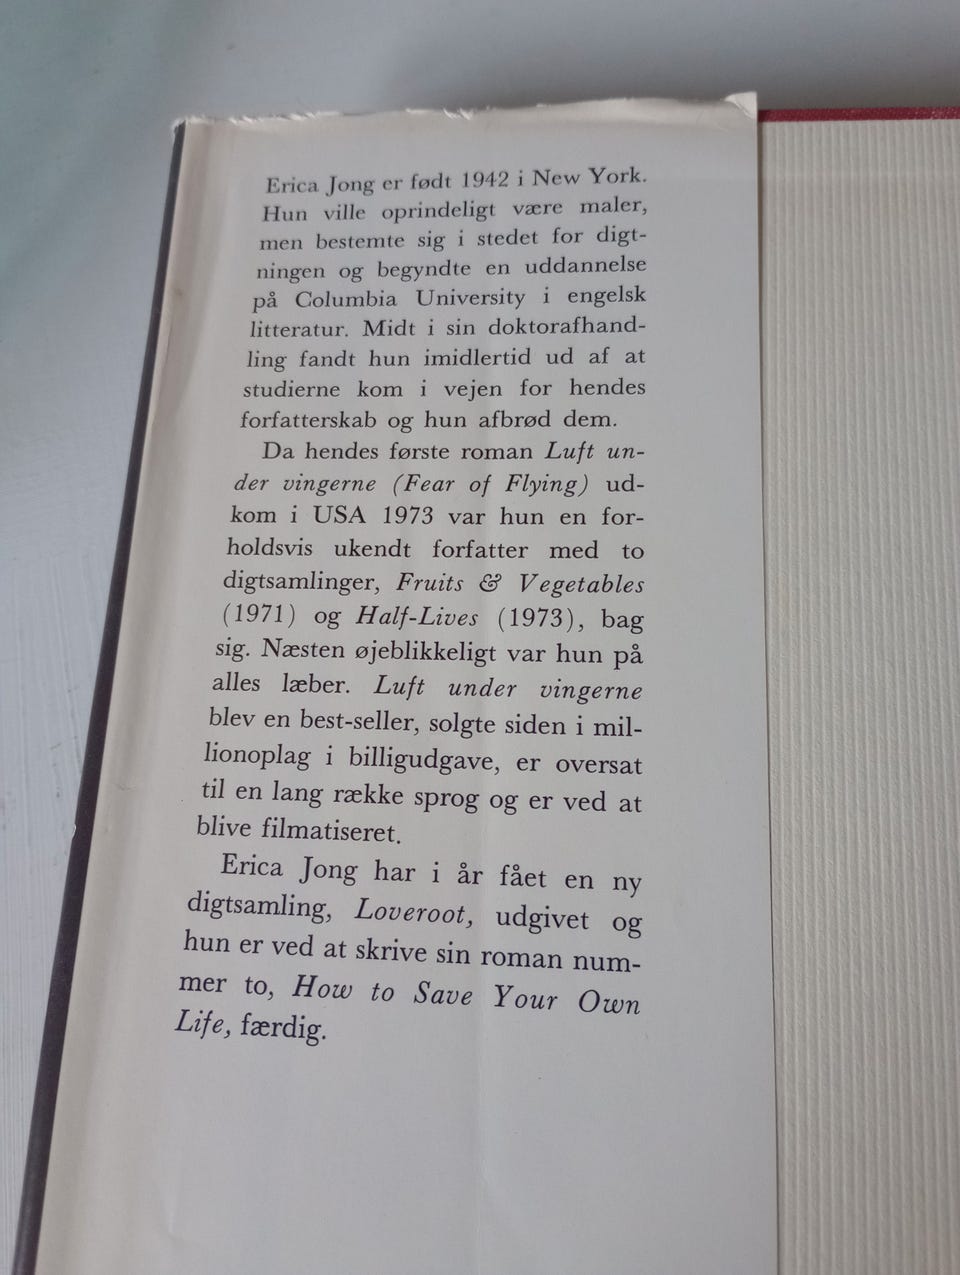 Erica Jong er født 1942 i New York.
Hun ville oprindeligt være maler,
men bestemte sig i stedet for digt-
ningen og begyndte en uddannelse
på Columbia University i engelsk
litteratur. Midt i sin doktorafhand-
ling fandt hun imidlertid ud af at
studierne kom i vejen for hendes
forfatterskab og hun afbrød dem.
Da hendes første roman Luft un-
der vingerne (Fear of Flying) ud-
kom i USA 1973 var hun en for-
holdsvis ukendt forfatter med to
digtsamlinger, Fruits & Vegetables
(1971) og Half-Lives (1973), bag
sig. Næsten øjeblikkeligt var hun på
alles læber. Luft under vingerne
blev en best-seller, solgte siden i mil-
lionoplag i billigudgave, er oversat
til en lang række sprog og er ved at
blive filmatiseret.
Erica Jong har i år fået en ny
digtsamling, Loveroot, udgivet og
hun er ved at skrive sin roman num-
mer to, How to Save Your Own
Life, færdig.